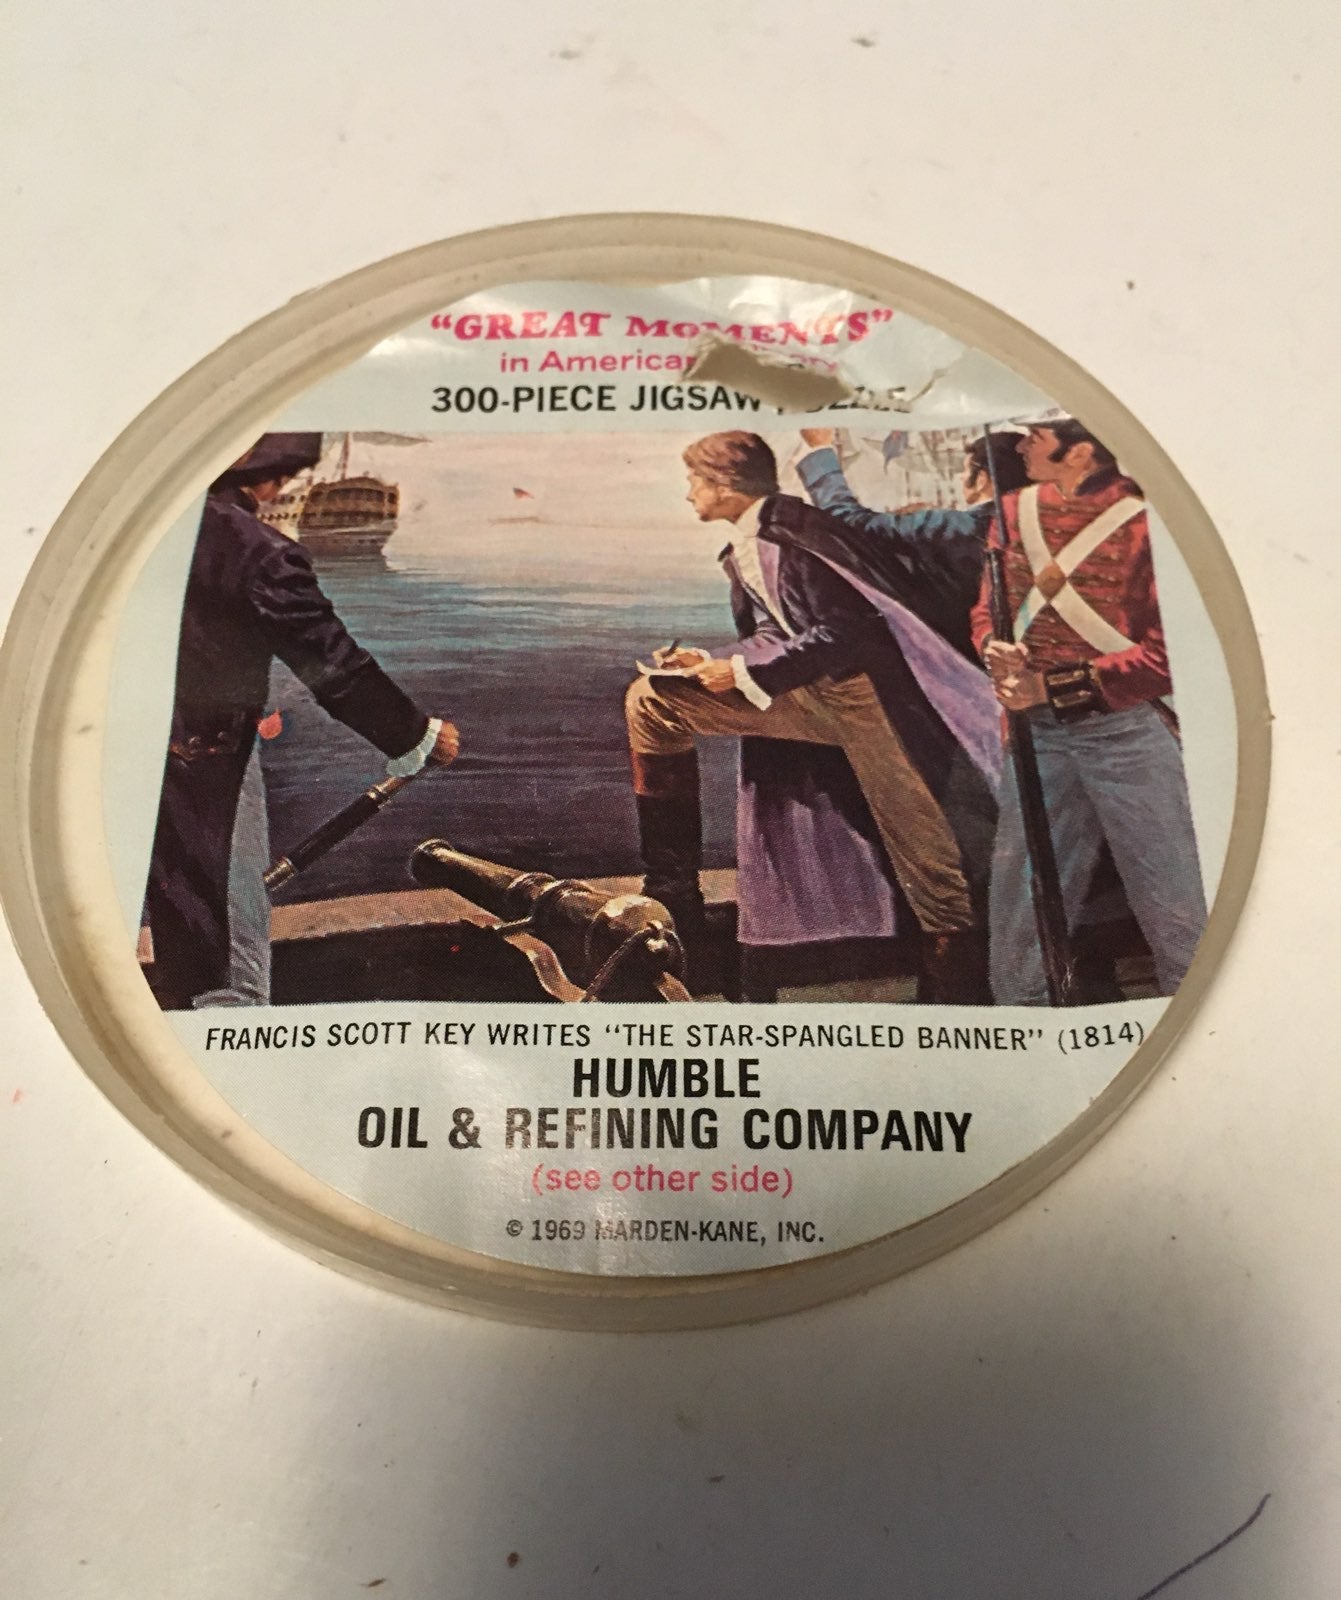 "GREAT MOMENTS"
in American
300-PIECE JIGSAW PUZZLE
FRANCIS SCOTT KEY WRITES "THE STAR-SPANGLED BANNER" (1814)
HUMBLE
OIL & REFINING COMPANY
(see other side)
© 1969 MARDEN-KANE, INC.